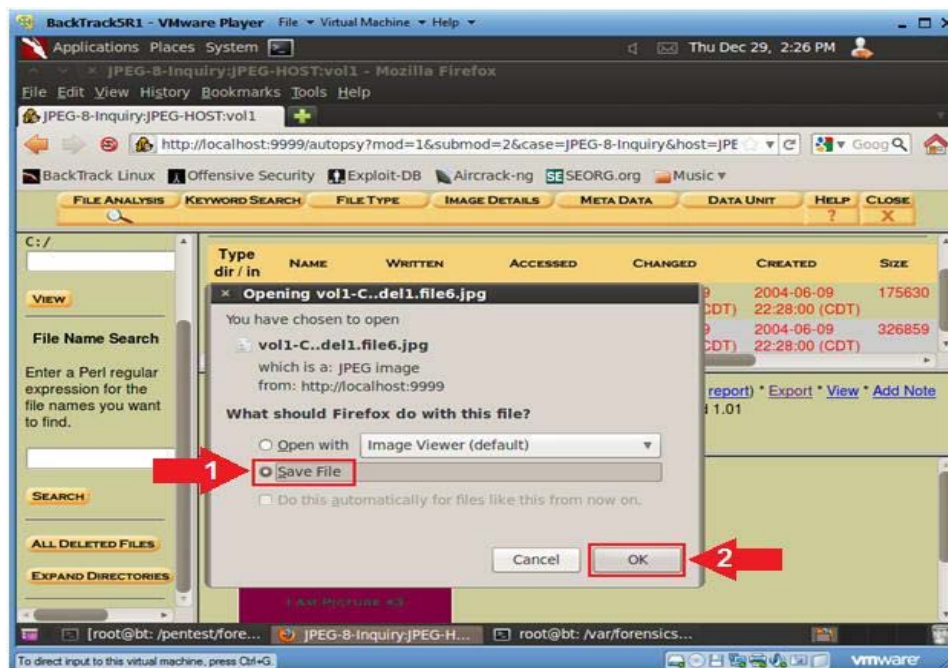 BackTrack5R1 - VMware Player File Virtual Machine Help
Applications Places System Thu Dec 29, 2:26 PM
JPEG-8-Inquiry:JPEG-HOST:vol1 - Mozilla Firefox
File Edit View History Bookmarks Tools Help
JPEG-8-Inquiry:JPEG-HOST:vol1
http://localhost:9999/autopsy?mod=1&submod=2&case=JPEG-8-Inquiry&host=JPE Goog
BackTrack Linux Offensive Security Exploit-DB Aircrack-ng SEORG.org Music
FILE ANALYSIS KEYWORD SEARCH FILE TYPE IMAGE DETAILS META DATA DATA UNIT HELP CLOSE
? X
C:/
VIEW
File Name Search
Enter a Perl regular
expression for the
file names you want
to find.
SEARCH
ALL DELETED FILES
EXPAND DIRECTORIES
Type
dir / in
NAME WRITTEN ACCESSED CHANGED CREATED SIZE
9 2004-06-09 175630
CDT) 22:28:00 (CDT)
9 2004-06-09 326859
CDT) 22:28:00 (CDT)
report) * Export * View * Add Note
1.01
Opening vol1-C..del1.file6.jpg
You have chosen to open
vol1-C..del1.file6.jpg
which is a: JPEG image
from: http://localhost:9999
What should Firefox do with this file?
Open with Image Viewer (default)
1
Save File
Do this automatically for files like this from now on.
Cancel OK
2
I AM PICTURE #3
[root@bt: /pentest/fore... JPEG-8-Inquiry:JPEG-H... root@bt: /var/forensics...
To direct input to this virtual machine, press Ctrl+G.
vmware